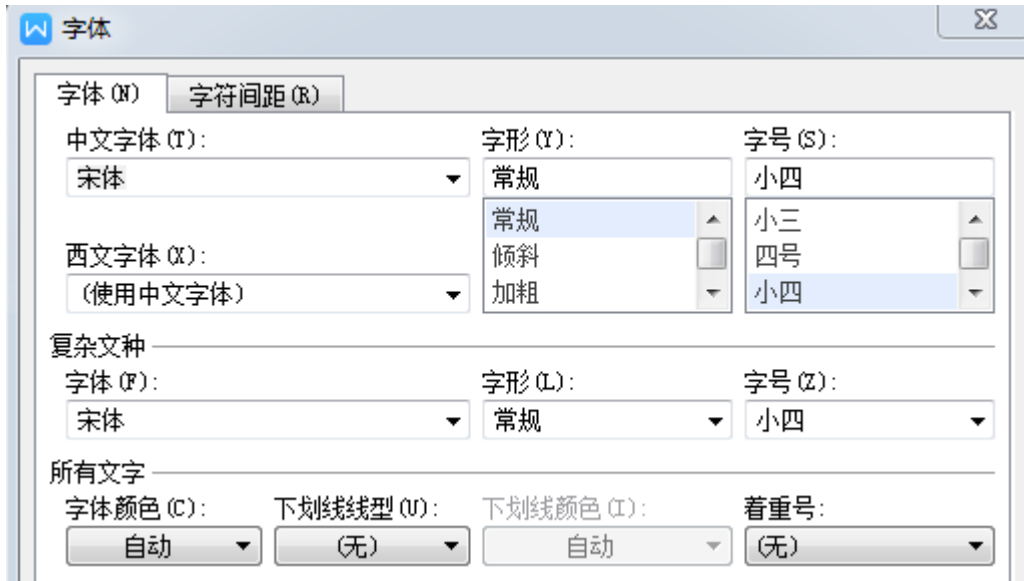 字体
字体(N) 字符间距(R)
中文字体(T): 字形(Y): 字号(S):
宋体 常规 小四
常规 小三
西文字体(X): 倾斜 四号
(使用中文字体) 加粗 小四
复杂文种
字体(F): 字形(L): 字号(Z):
宋体 常规 小四
所有文字
字体颜色(C): 下划线线型(U): 下划线颜色(I): 着重号:
自动 (无) 自动 (无)